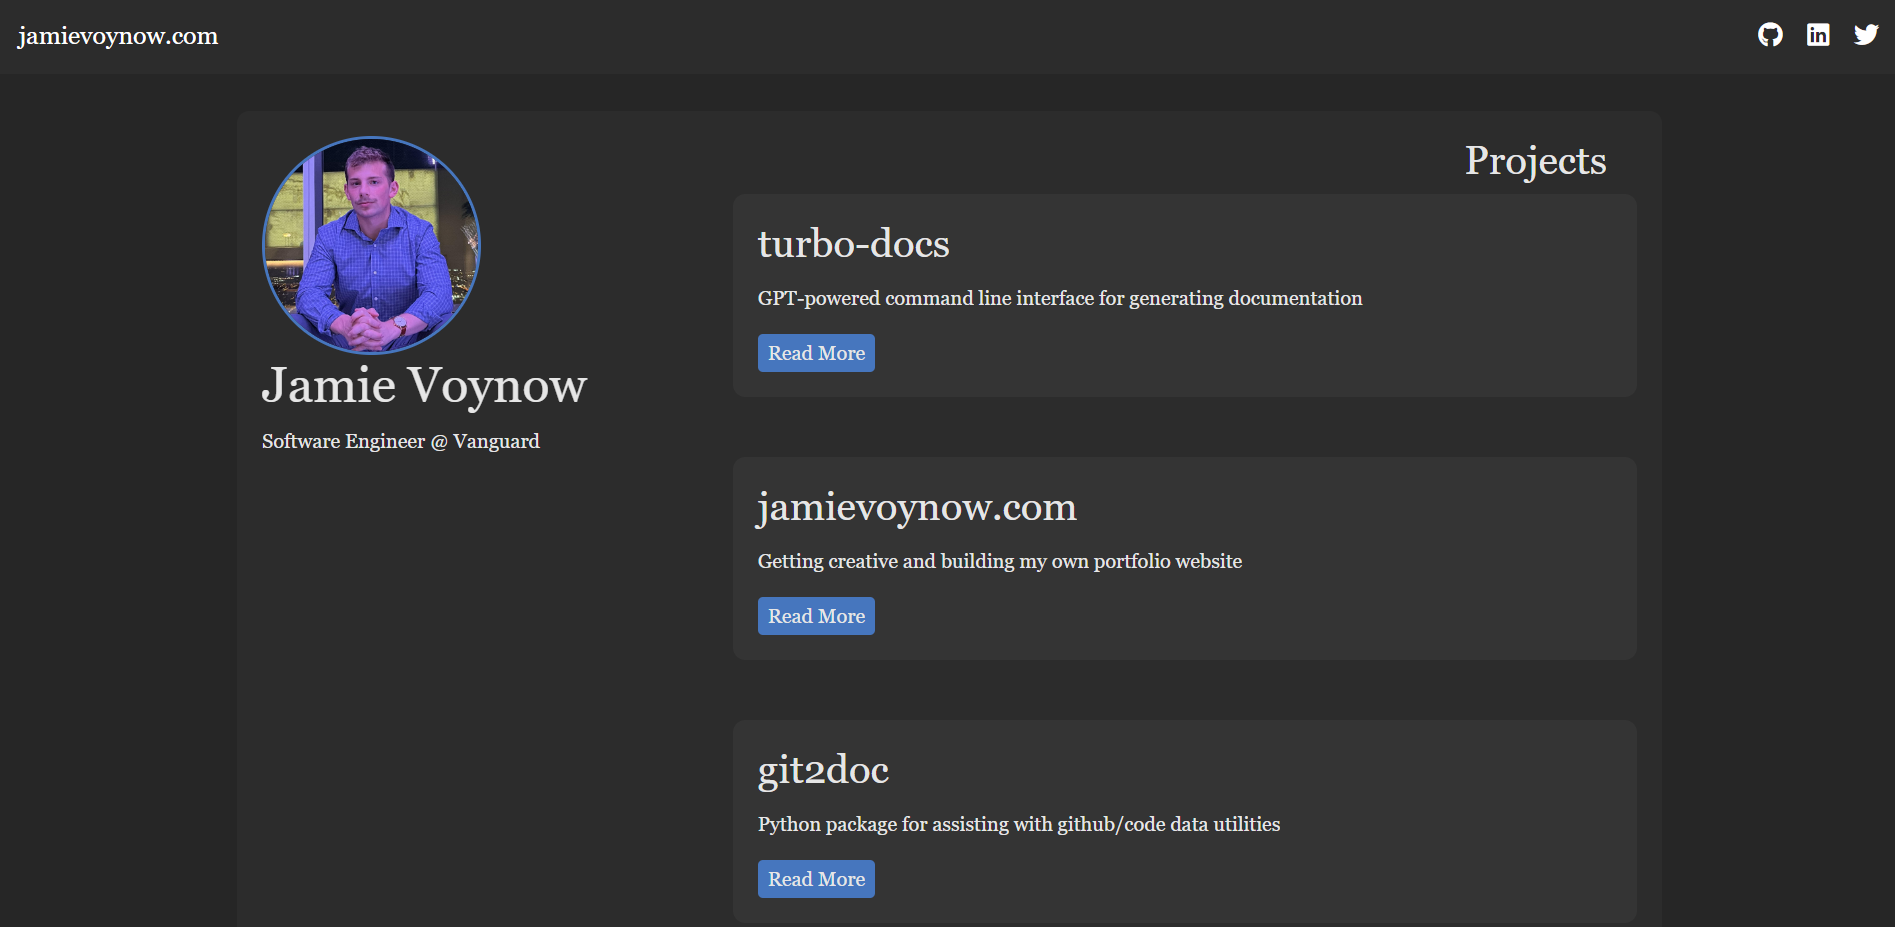 jamievoynow.com
Jamie Voynow
Software Engineer @ Vanguard
Projects
turbo-docs
GPT-powered command line interface for generating documentation
Read More
jamievoynow.com
Getting creative and building my own portfolio website
Read More
git2doc
Python package for assisting with github/code data utilities
Read More